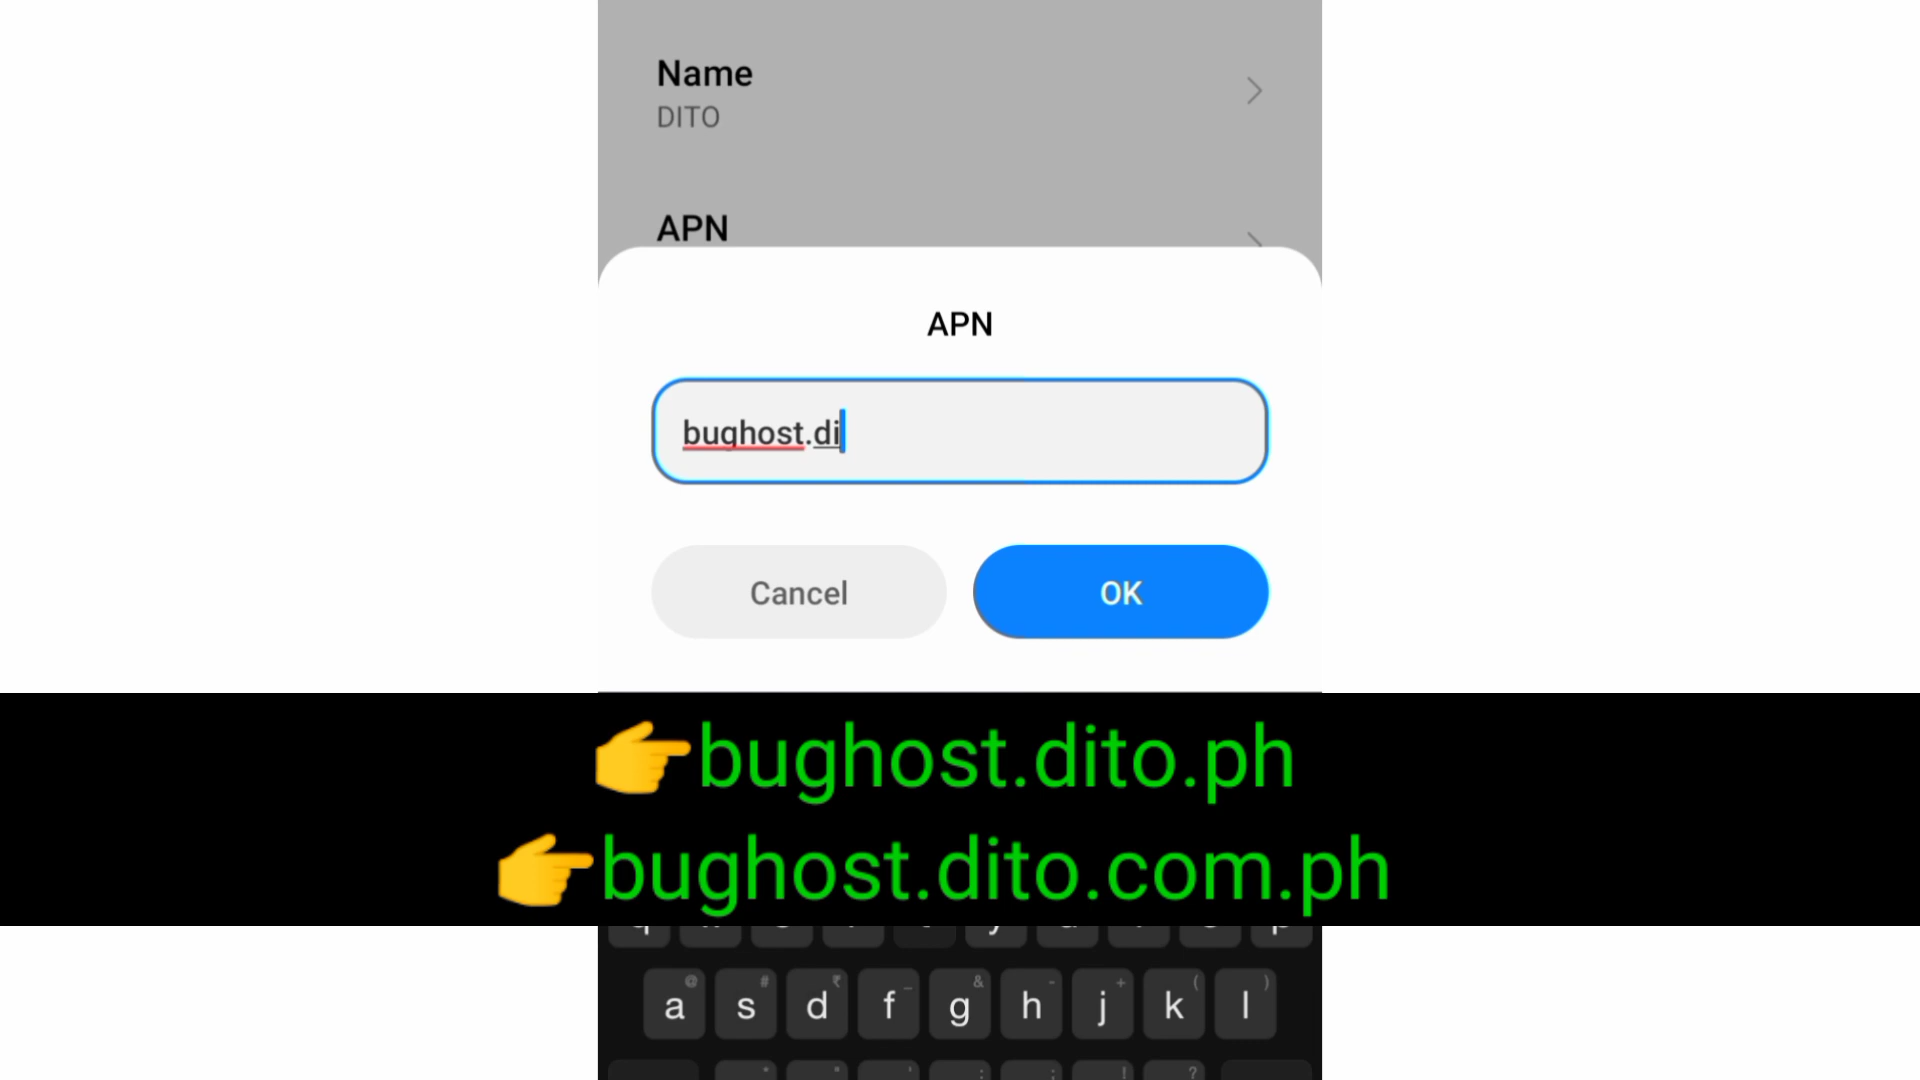 Name
DITO
APN
APN
bughost.di
Cancel OK
👉bughost.dito.ph
👉bughost.dito.com.ph
@ # ₹ _ & - + ( )
a s d f g h j k l
* " ' : ; ! ?